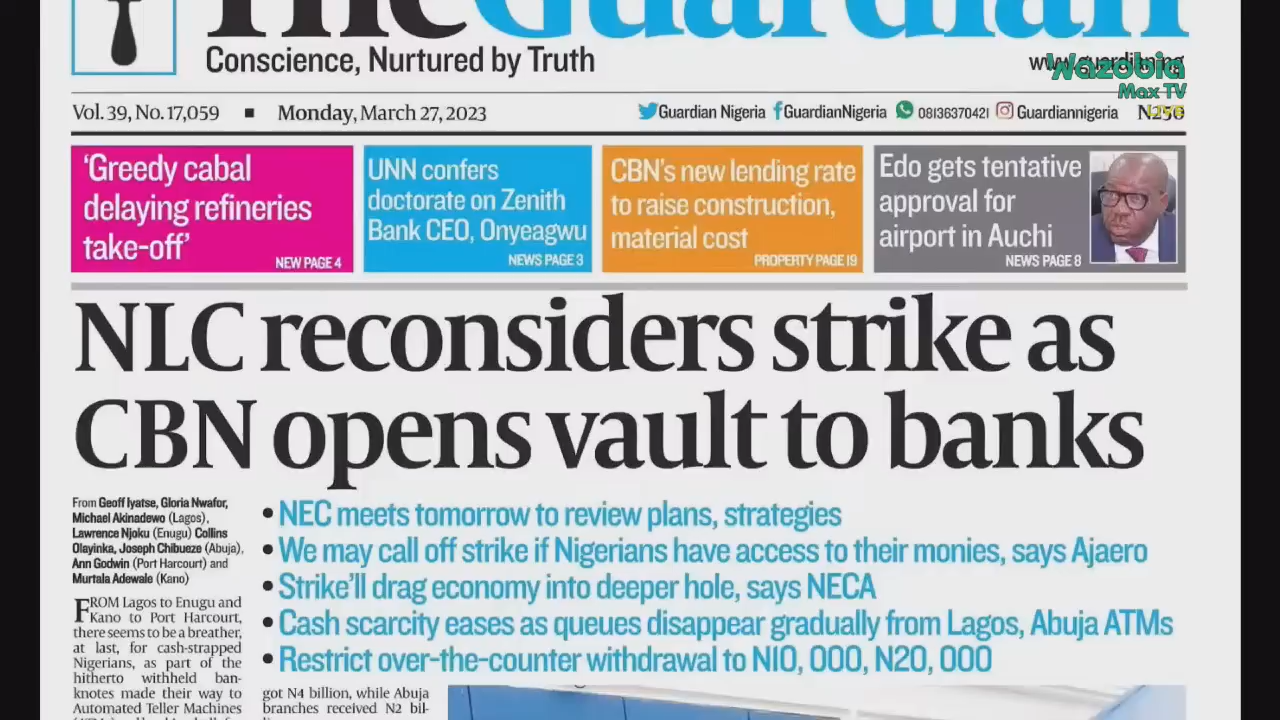 The Guardian
Conscience, Nurtured by Truth
www.guardian.ng
Wazobia
Max TV
LIVE
Vol. 39, No. 17,059 ■ Monday, March 27, 2023
Guardian Nigeria GuardianNigeria 08136370421 Guardiannigeria N250
'Greedy cabal
delaying refineries
take-off'
NEW PAGE 4
UNN confers
doctorate on Zenith
Bank CEO, Onyeagwu
NEWS PAGE 3
CBN's new lending rate
to raise construction,
material cost
PROPERTY PAGE 19
Edo gets tentative
approval for
airport in Auchi
NEWS PAGE 8
NLC reconsiders strike as
CBN opens vault to banks
From Geoff Iyatse, Gloria Nwafor,
Michael Akinadewo (Lagos),
Lawrence Njoku (Enugu) Collins
Olayinka, Joseph Chibueze (Abuja),
Ann Godwin (Port Harcourt) and
Murtala Adewale (Kano)
• NEC meets tomorrow to review plans, strategies
• We may call off strike if Nigerians have access to their monies, says Ajaero
• Strike'll drag economy into deeper hole, says NECA
• Cash scarcity eases as queues disappear gradually from Lagos, Abuja ATMs
• Restrict over-the-counter withdrawal to N10, 000, N20, 000
FROM Lagos to Enugu and
Kano to Port Harcourt,
there seems to be a breather,
at last, for cash-strapped
Nigerians, as part of the
hitherto withheld ban-
knotes made their way to
Automated Teller Machines
got N4 billion, while Abuja
branches received N2 bil-